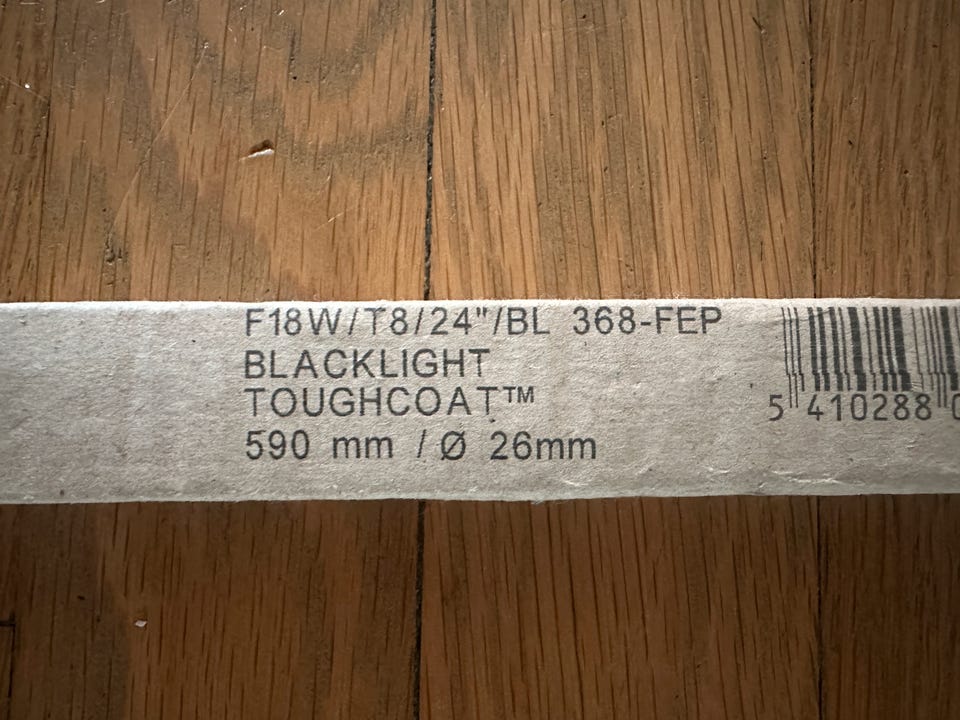 F18W/T8/24"/BL 368-FEP
BLACKLIGHT
TOUGHCOAT™
590 mm / Ø 26mm
5 410288